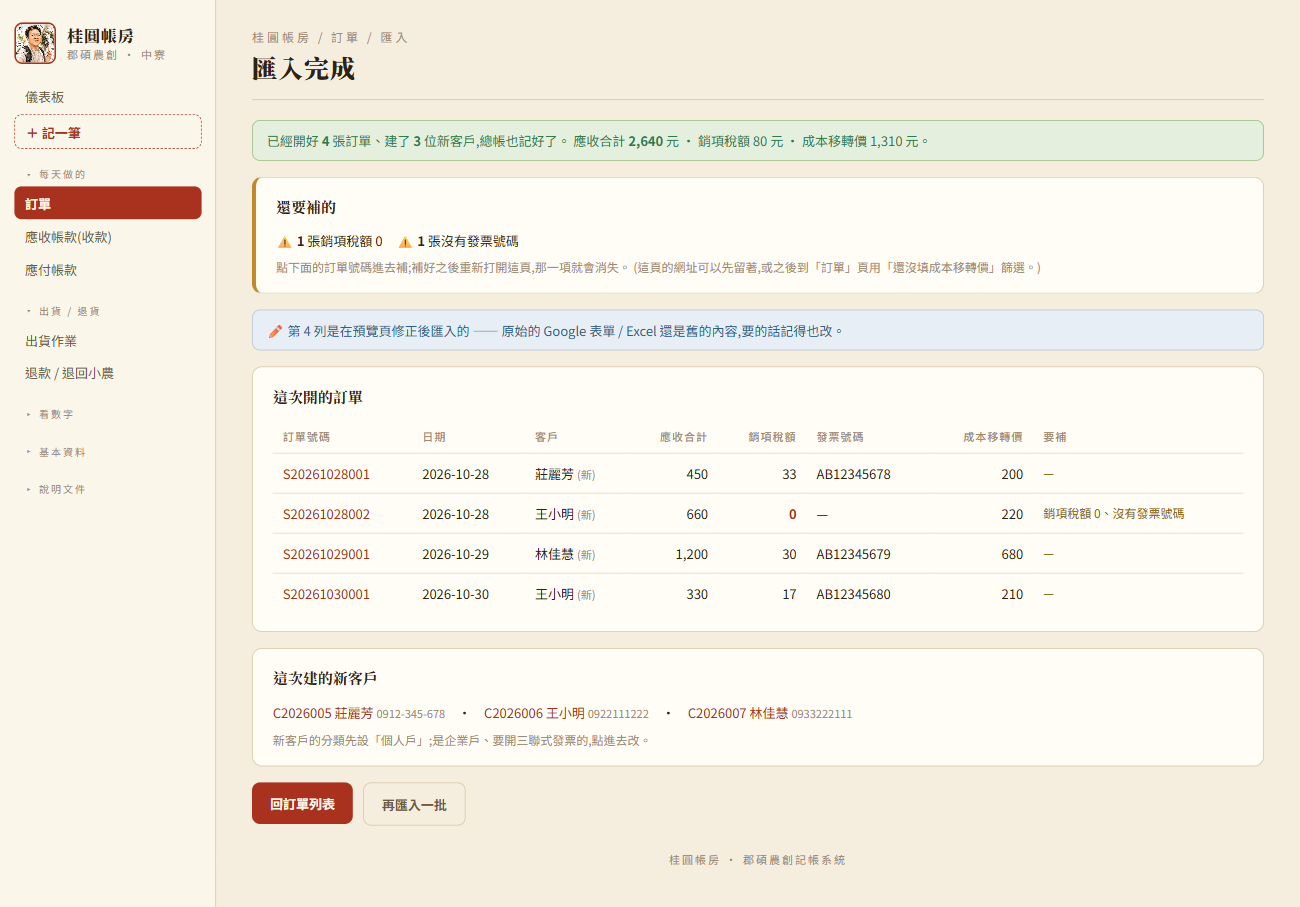 桂圓帳房
郡碩農創 • 中寮
儀表板
+ 記一筆
每天做的
訂單
應收帳款(收款)
應付帳款
出貨 / 退貨
出貨作業
退款 / 退回小農
看數字
基本資料
說明文件
桂圓帳房 / 訂單 / 匯入
匯入完成
已經開好 4 張訂單、建了 3 位新客戶,總帳也記好了。 應收合計 2,640 元 • 銷項稅額 80 元 • 成本移轉價 1,310 元。
還要補的
⚠️ 1 張銷項稅額 0 ⚠️ 1 張沒有發票號碼
點下面的訂單號碼進去補;補好之後重新打開這頁,那一項就會消失。 (這頁的網址可以先留著,或之後到「訂單」頁用「還沒填成本移轉價」篩選。)
✏️ 第 4 列是在預覽頁修正後匯入的 —— 原始的 Google 表單 / Excel 還是舊的內容,要的話記得也改。
這次開的訂單
訂單號碼 日期 客戶 應收合計 銷項稅額 發票號碼 成本移轉價 要補
S20261028001 2026-10-28 莊麗芳 (新) 450 33 AB12345678 200 —
S20261028002 2026-10-28 王小明 (新) 660 0 — 220 銷項稅額 0、沒有發票號碼
S20261029001 2026-10-29 林佳慧 (新) 1,200 30 AB12345679 680 —
S20261030001 2026-10-30 王小明 (新) 330 17 AB12345680 210 —
這次建的新客戶
C2026005 莊麗芳 0912-345-678 • C2026006 王小明 0922111222 • C2026007 林佳慧 0933222111
新客戶的分類先設「個人戶」;是企業戶、要開三聯式發票的,點進去改。
回訂單列表 再匯入一批
桂圓帳房 • 郡碩農創記帳系統